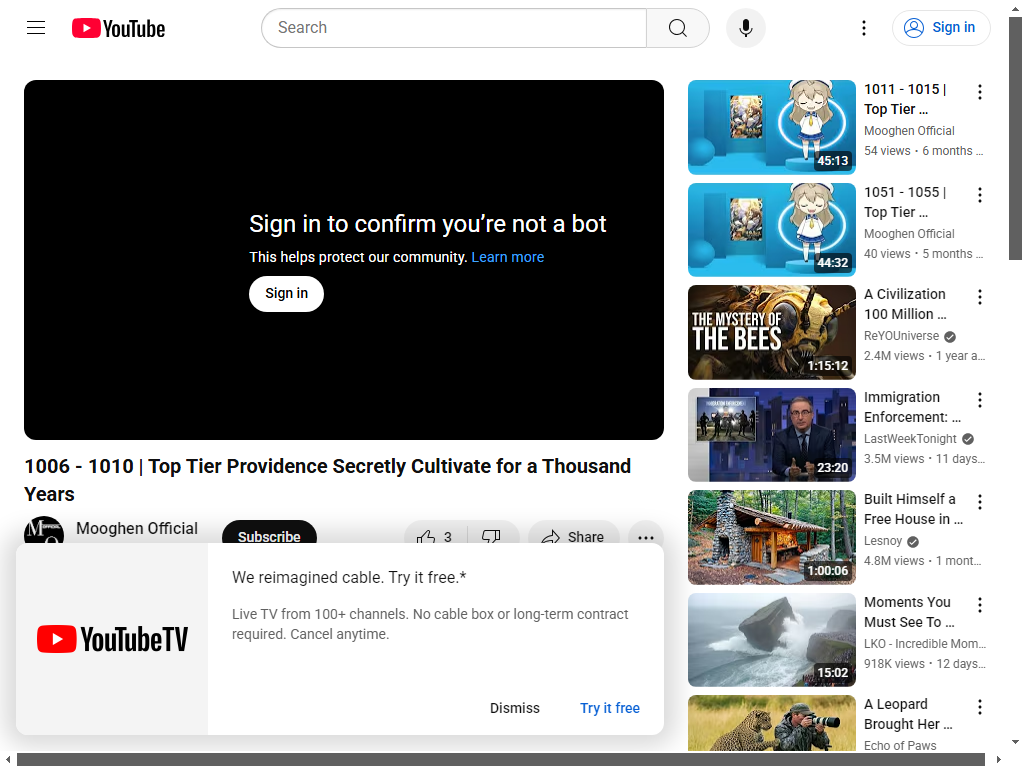 YouTube
Search
Sign in
Sign in to confirm you’re not a bot
This helps protect our community. Learn more
Sign in
1006 - 1010 | Top Tier Providence Secretly Cultivate for a Thousand
Years
Mooghen Official
Subscribe
3
Share
YouTubeTV
We reimagined cable. Try it free.*
Live TV from 100+ channels. No cable box or long-term contract
required. Cancel anytime.
Dismiss
Try it free
45:13
1011 - 1015 |
Top Tier …
Mooghen Official
54 views • 6 months …
44:32
1051 - 1055 |
Top Tier …
Mooghen Official
40 views • 5 months …
THE MYSTERY OF
THE BEES
1:15:12
A Civilization
100 Million …
ReYOUniverse
2.4M views • 1 year a…
23:20
Immigration
Enforcement: …
LastWeekTonight
3.5M views • 11 days…
1:00:06
Built Himself a
Free House in …
Lesnoy
4.8M views • 1 mont…
15:02
Moments You
Must See To …
LKO - Incredible Mom…
918K views • 12 days…
A Leopard
Brought Her …
Echo of Paws